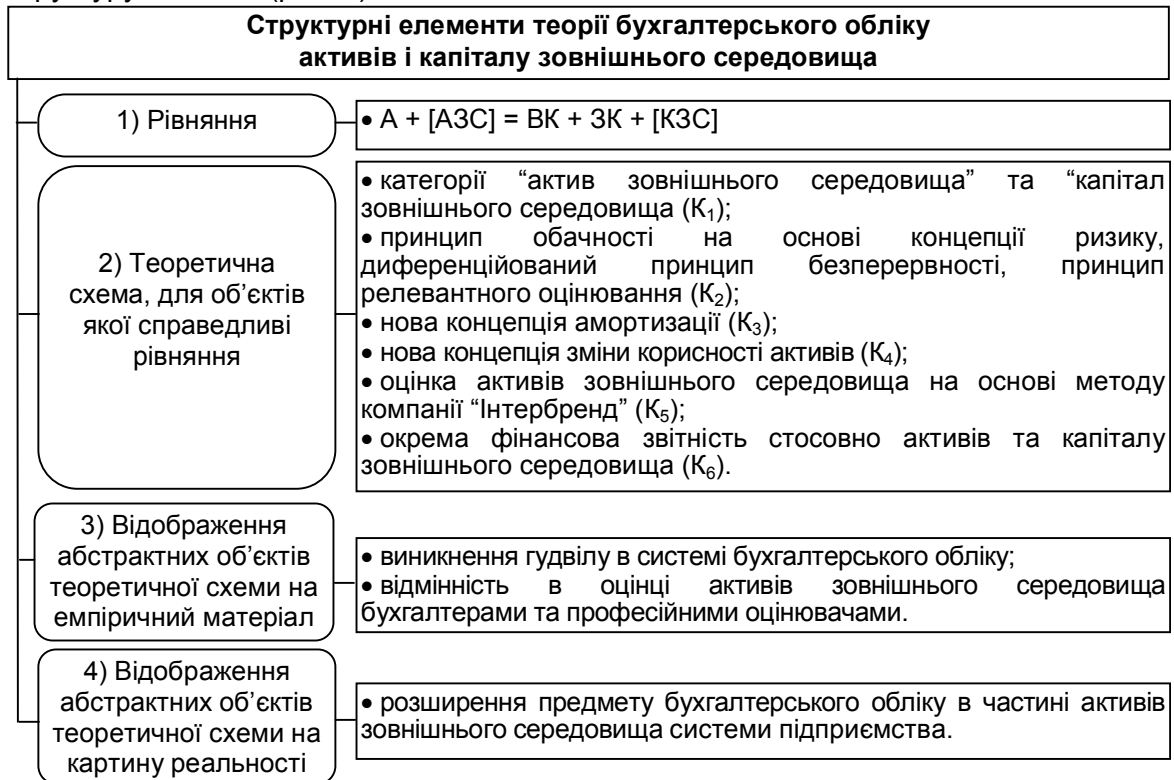 Структурні елементи теорії бухгалтерського обліку
активів і капіталу зовнішнього середовища
1) Рівняння
• А + [АЗС] = ВК + ЗК + [КЗС]
2) Теоретична
схема, для об’єктів
якої справедливі
рівняння
• категорії “актив зовнішнього середовища” та “капітал
зовнішнього середовища (К₁);
• принцип обачності на основі концепції ризику,
диференційований принцип безперервності, принцип
релевантного оцінювання (К₂);
• нова концепція амортизації (К₃);
• нова концепція зміни корисності активів (К₄);
• оцінка активів зовнішнього середовища на основі методу
компанії “Інтербренд” (К₅);
• окрема фінансова звітність стосовно активів та капіталу
зовнішнього середовища (К₆).
3) Відображення
абстрактних об’єктів
теоретичної схеми на
емпіричний матеріал
• виникнення гудвілу в системі бухгалтерського обліку;
• відмінність в оцінці активів зовнішнього середовища
бухгалтерами та професійними оцінювачами.
4) Відображення
абстрактних об’єктів
теоретичної схеми на
картину реальності
• розширення предмету бухгалтерського обліку в частині активів
зовнішнього середовища системи підприємства.